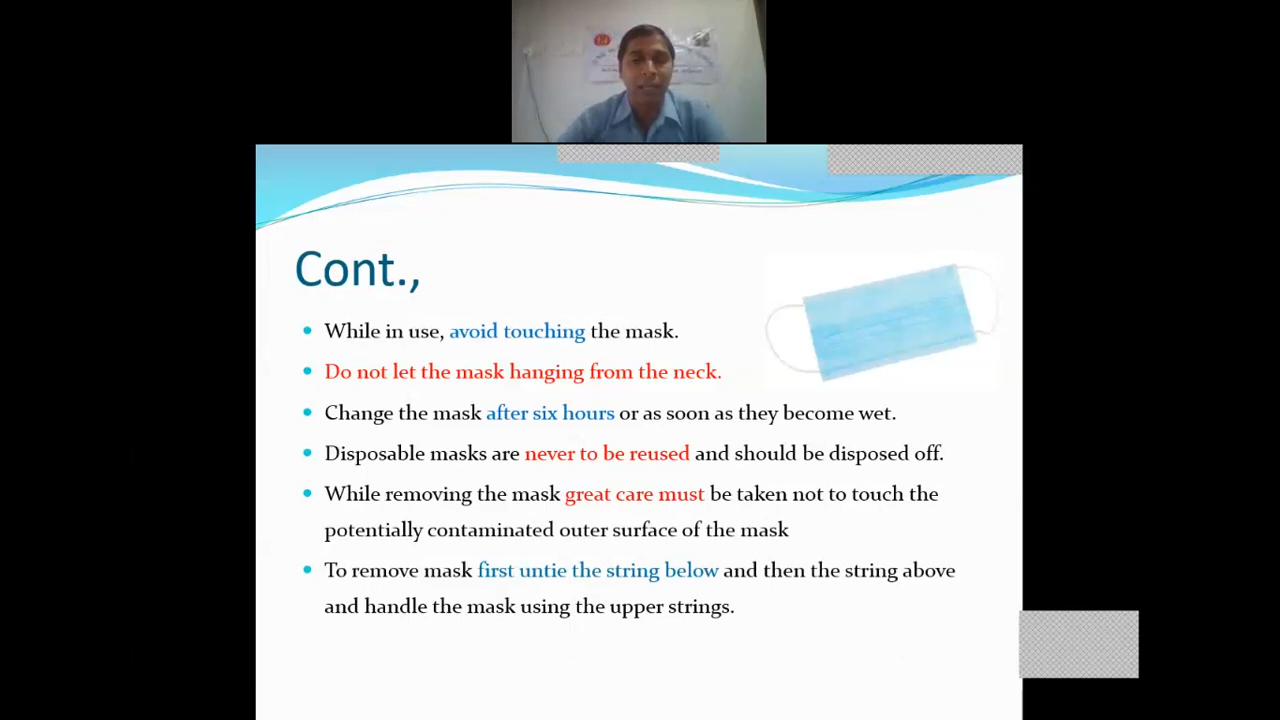 Cont.,
While in use, avoid touching the mask.
Do not let the mask hanging from the neck.
Change the mask after six hours or as soon as they become wet.
Disposable masks are never to be reused and should be disposed off.
While removing the mask great care must be taken not to touch the
potentially contaminated outer surface of the mask
To remove mask first untie the string below and then the string above
and handle the mask using the upper strings.